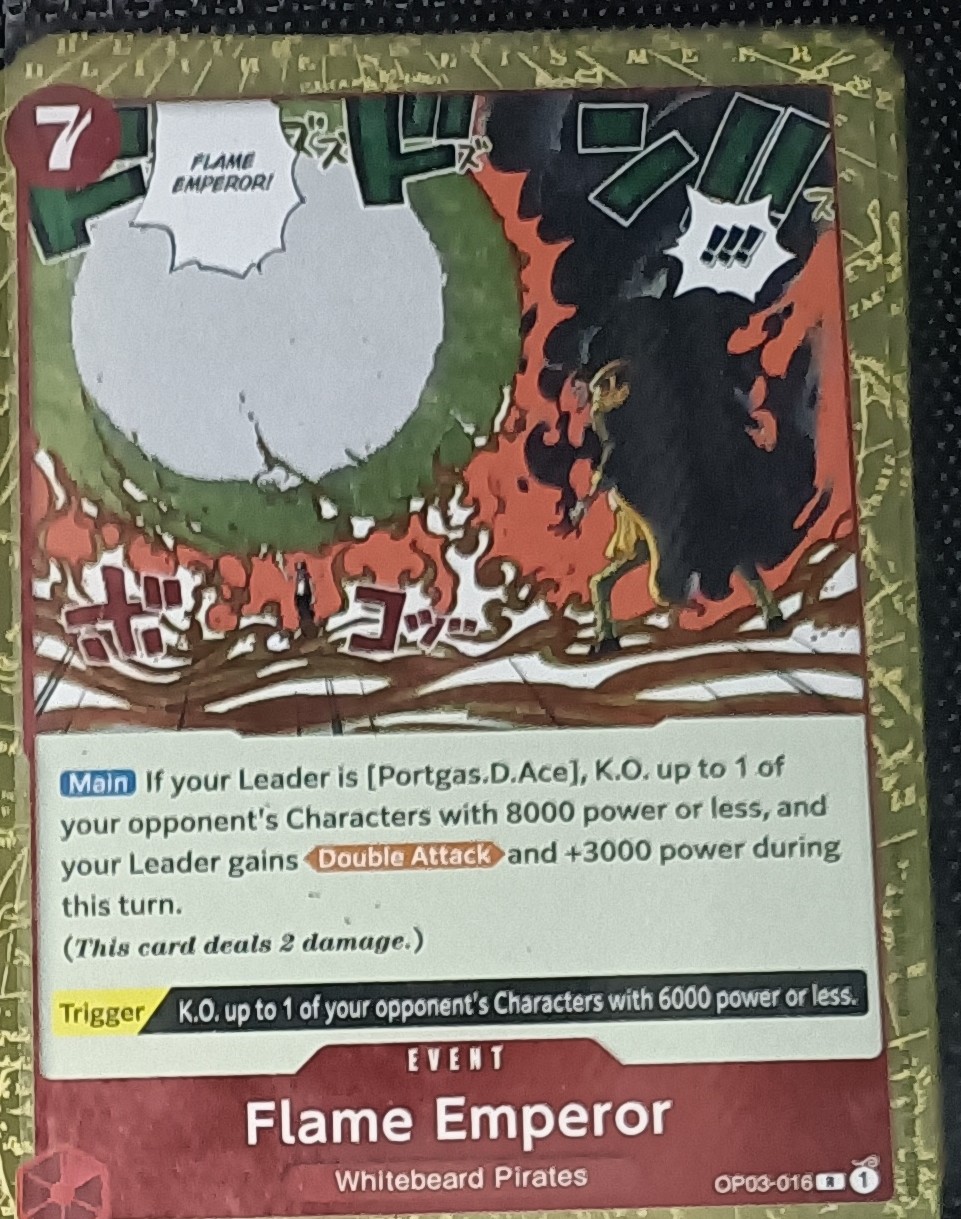 7
FLAME
EMPEROR!
ズズ
ズ
ス
ド
ド
ン
!!!
ボ
コッ
Main If your Leader is [Portgas.D.Ace], K.O. up to 1 of
your opponent's Characters with 8000 power or less, and
your Leader gains Double Attack and +3000 power during
this turn.
(This card deals 2 damage.)
Trigger K.O. up to 1 of your opponent's Characters with 6000 power or less.
EVENT
Flame Emperor
Whitebeard Pirates
OP03-016 R 1